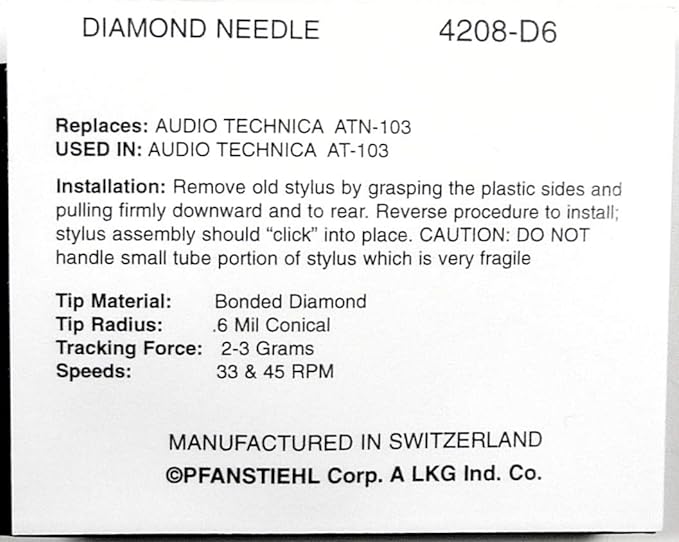 DIAMOND NEEDLE 4208-D6
Replaces: AUDIO TECHNICA ATN-103
USED IN: AUDIO TECHNICA AT-103
Installation: Remove old stylus by grasping the plastic sides and
pulling firmly downward and to rear. Reverse procedure to install;
stylus assembly should “click” into place. CAUTION: DO NOT
handle small tube portion of stylus which is very fragile
Tip Material: Bonded Diamond
Tip Radius: .6 Mil Conical
Tracking Force: 2-3 Grams
Speeds: 33 & 45 RPM
MANUFACTURED IN SWITZERLAND
©PFANSTIEHL Corp. A LKG Ind. Co.